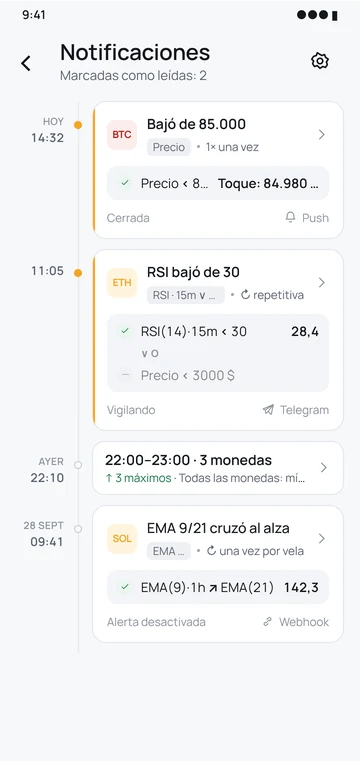 9:41
Notificaciones
Marcadas como leídas: 2
HOY
14:32
BTC
Bajó de 85.000
Precio • 1× una vez
Precio < 8… Toque: 84.980 …
Cerrada Push
11:05
ETH
RSI bajó de 30
RSI · 15m ∨ … • repetitiva
RSI(14)·15m < 30 28,4
∨ O
Precio < 3000 $
Vigilando Telegram
AYER
22:10
22:00–23:00 · 3 monedas
↑ 3 máximos · Todas las monedas: mí…
28 SEPT
09:41
SOL
EMA 9/21 cruzó al alza
EMA … • una vez por vela
EMA(9)·1h ↗ EMA(21) 142,3
Alerta desactivada Webhook